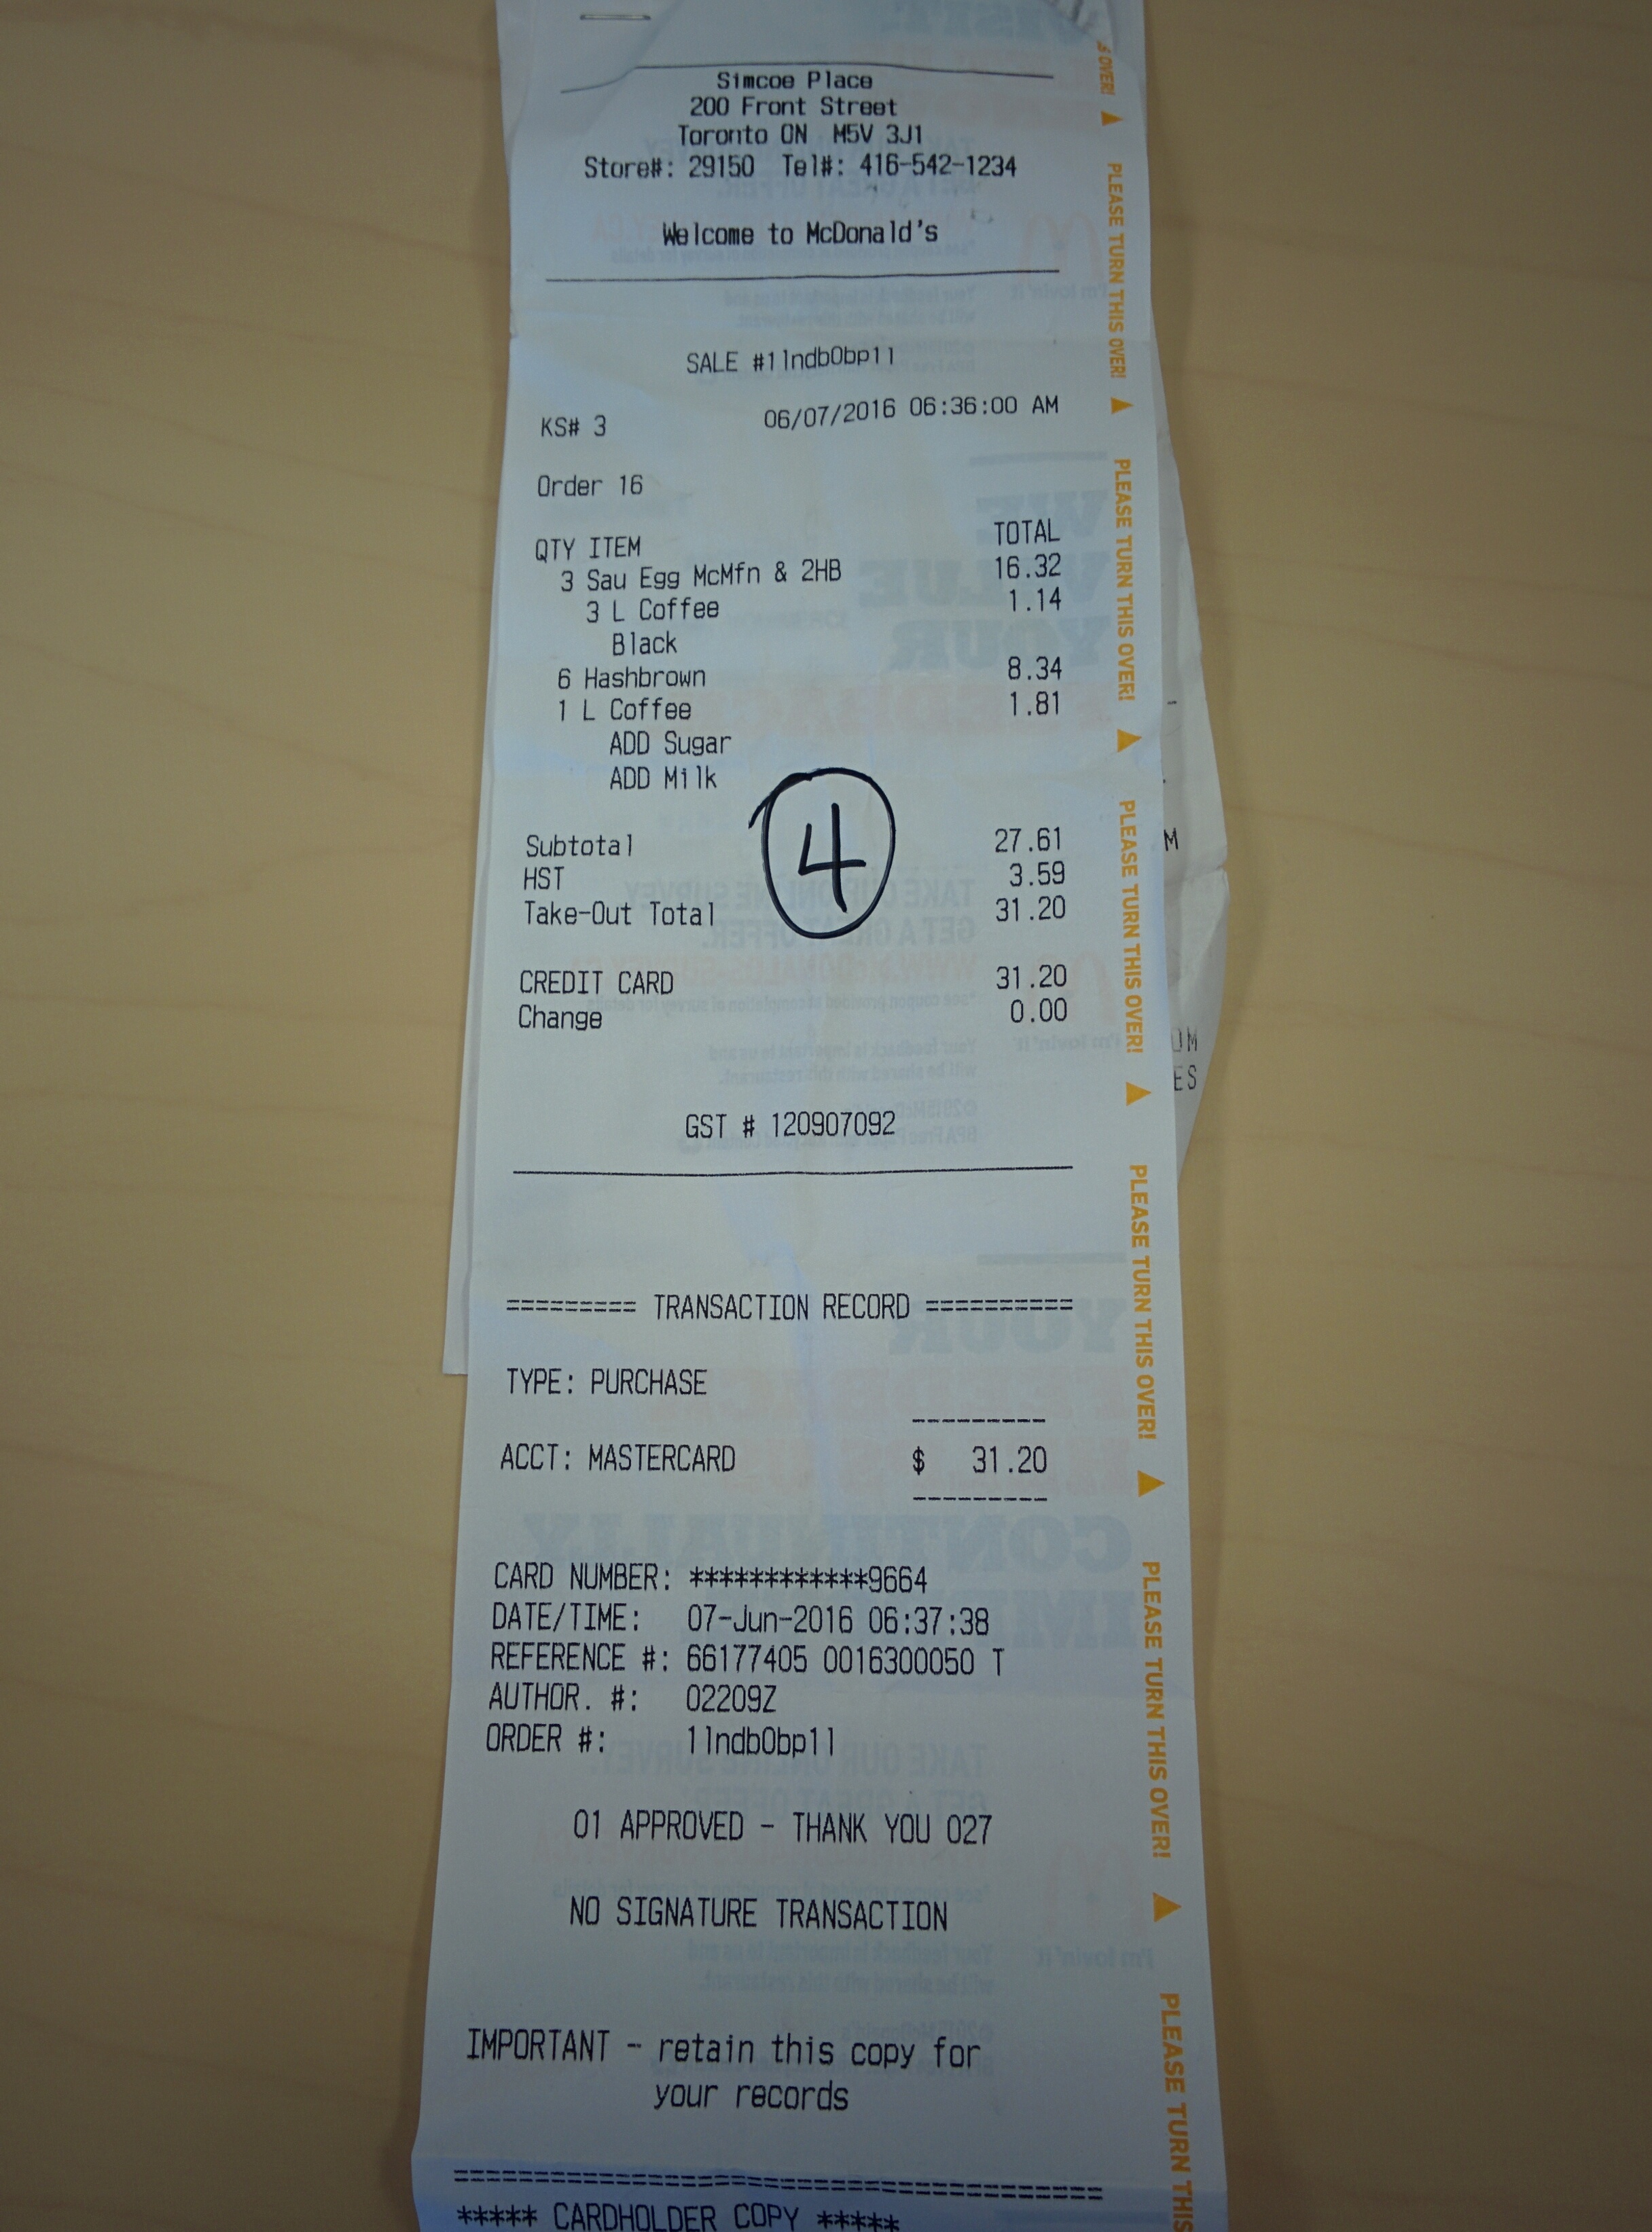 Simcoe Place
200 Front Street
Toronto ON M5V 3J1
Store#: 29150 Tel#: 416-542-1234
Welcome to McDonald's
SALE #11ndb0bp11
KS# 3 06/07/2016 06:36:00 AM
Order 16
QTY ITEM TOTAL
3 Sau Egg McMfn & 2HB 16.32
3 L Coffee 1.14
Black
6 Hashbrown 8.34
1 L Coffee 1.81
ADD Sugar
ADD Milk
4
Subtotal 27.61
HST 3.59
Take-Out Total 31.20
CREDIT CARD 31.20
Change 0.00
GST # 120907092
========= TRANSACTION RECORD ==========
TYPE: PURCHASE
ACCT: MASTERCARD $ 31.20
CARD NUMBER: ************9664
DATE/TIME: 07-Jun-2016 06:37:38
REFERENCE #: 66177405 0016300050 T
AUTHOR. #: 02209Z
ORDER #: 11ndb0bp11
01 APPROVED - THANK YOU 027
NO SIGNATURE TRANSACTION
IMPORTANT - retain this copy for
your records
***** CARDHOLDER COPY *****
S OVER!
PLEASE TURN THIS OVER!
PLEASE TURN THIS OVER!
PLEASE TURN THIS OVER!
PLEASE TURN THIS OVER!
PLEASE TURN THIS OVER!
PLEASE TURN THIS
M
OM
ES